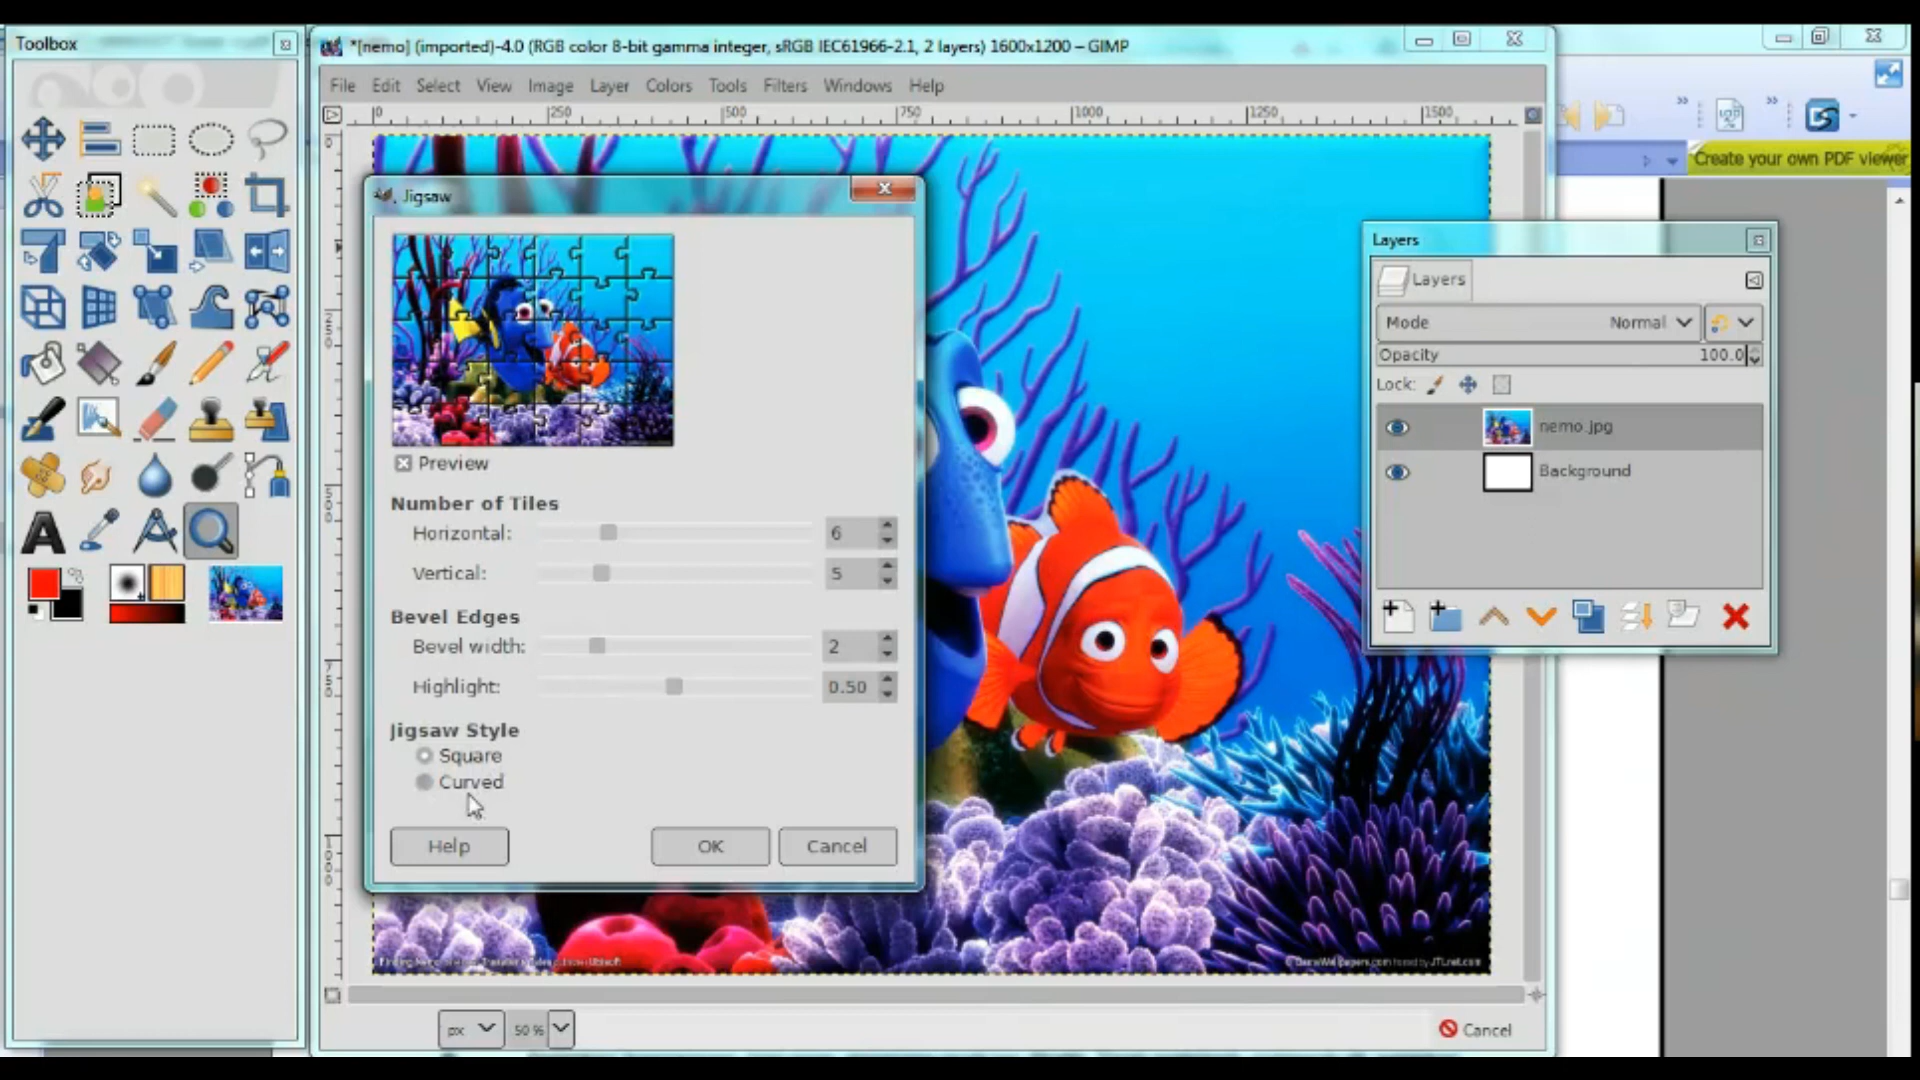 Toolbox
*[nemo] (imported)-4.0 (RGB color 8-bit gamma integer, sRGB IEC61966-2.1, 2 layers) 1600x1200 – GIMP
File Edit Select View Image Layer Colors Tools Filters Windows Help
0 250 500 750 1000 1250 1500
Create your own PDF viewer
Jigsaw
Preview
Number of Tiles
Horizontal: 6
Vertical: 5
Bevel Edges
Bevel width: 2
Highlight: 0.50
Jigsaw Style
Square
Curved
Help OK Cancel
Layers
Layers
Mode Normal
Opacity 100.0
Lock:
nemo.jpg
Background
px 50 % Cancel